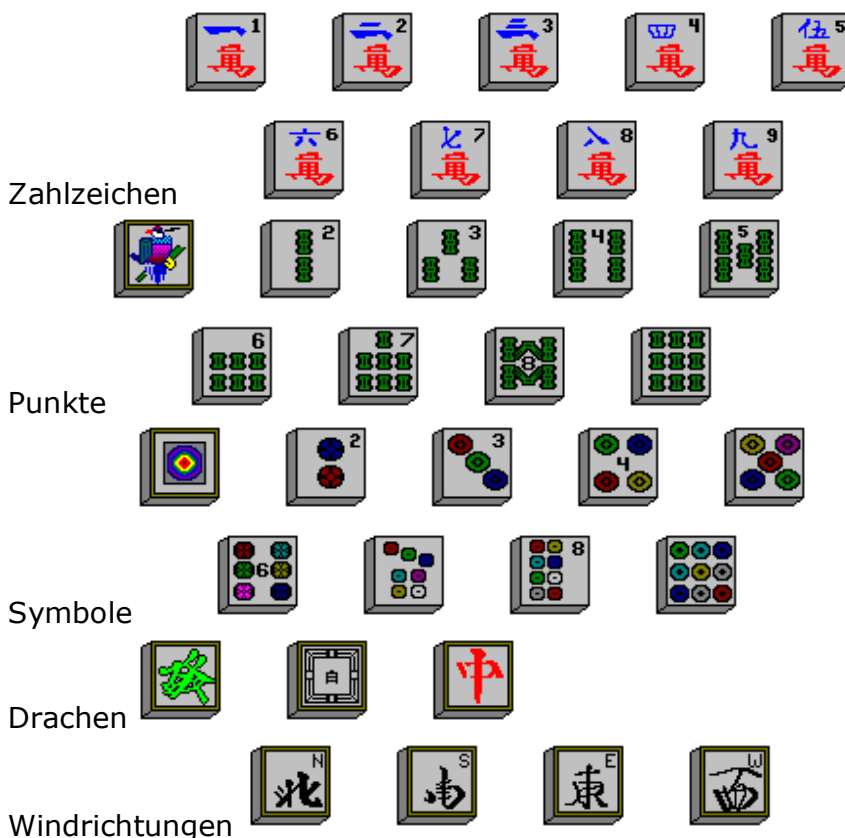 一 1 二 2 三 3 四 4 伍 5
萬 萬 萬 萬 萬
六 6 七 7 八 8 九 9
萬 萬 萬 萬
Zahlzeichen
2 3 4 5
6 7 8
Punkte
2 3 4
6 8
Symbole
發 白 中
Drachen
N S E W
北 南 東 西
Windrichtungen